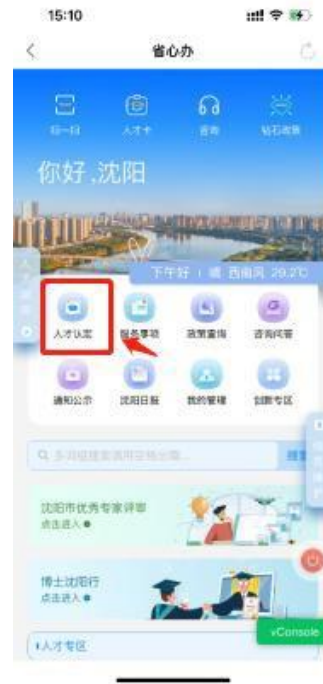 15:10
省心办
扫一扫 人才卡 咨询 钻石政策
你好,沈阳
下午好 | 晴 西南风 29.2℃
人才认定 服务事项 政策查询 咨询问答
通知公示 沈阳日报 我的管理 创新专区
沈阳市优秀专家评审
点击进入
博士沈阳行
点击进入
vConsole
人才专区